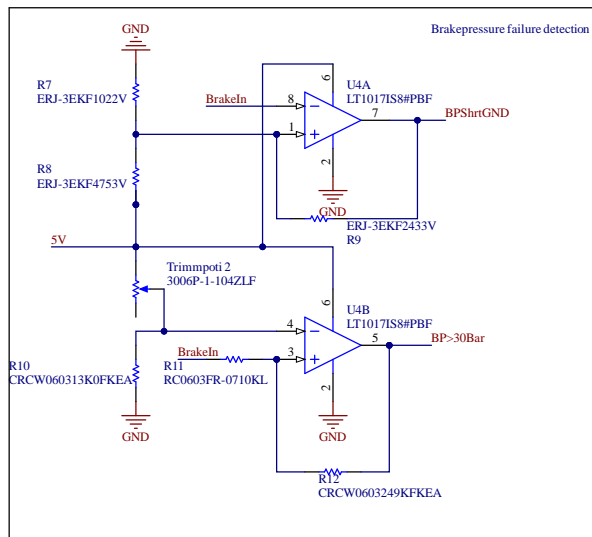 Brakepressure failure detection
GND
R7
ERJ-3EKF1022V
6
U4A
LT1017IS8#PBF
BrakeIn
8
7
BPShrtGND
1
2
R8
ERJ-3EKF4753V
GND
ERJ-3EKF2433V
R9
5V
Trimmpoti 2
3006P-1-104ZLF
6
U4B
LT1017IS8#PBF
4
5
BP>30Bar
BrakeIn
3
R10
CRCW060313K0FKEA
R11
RC0603FR-0710KL
2
GND
GND
R12
CRCW0603249KFKEA